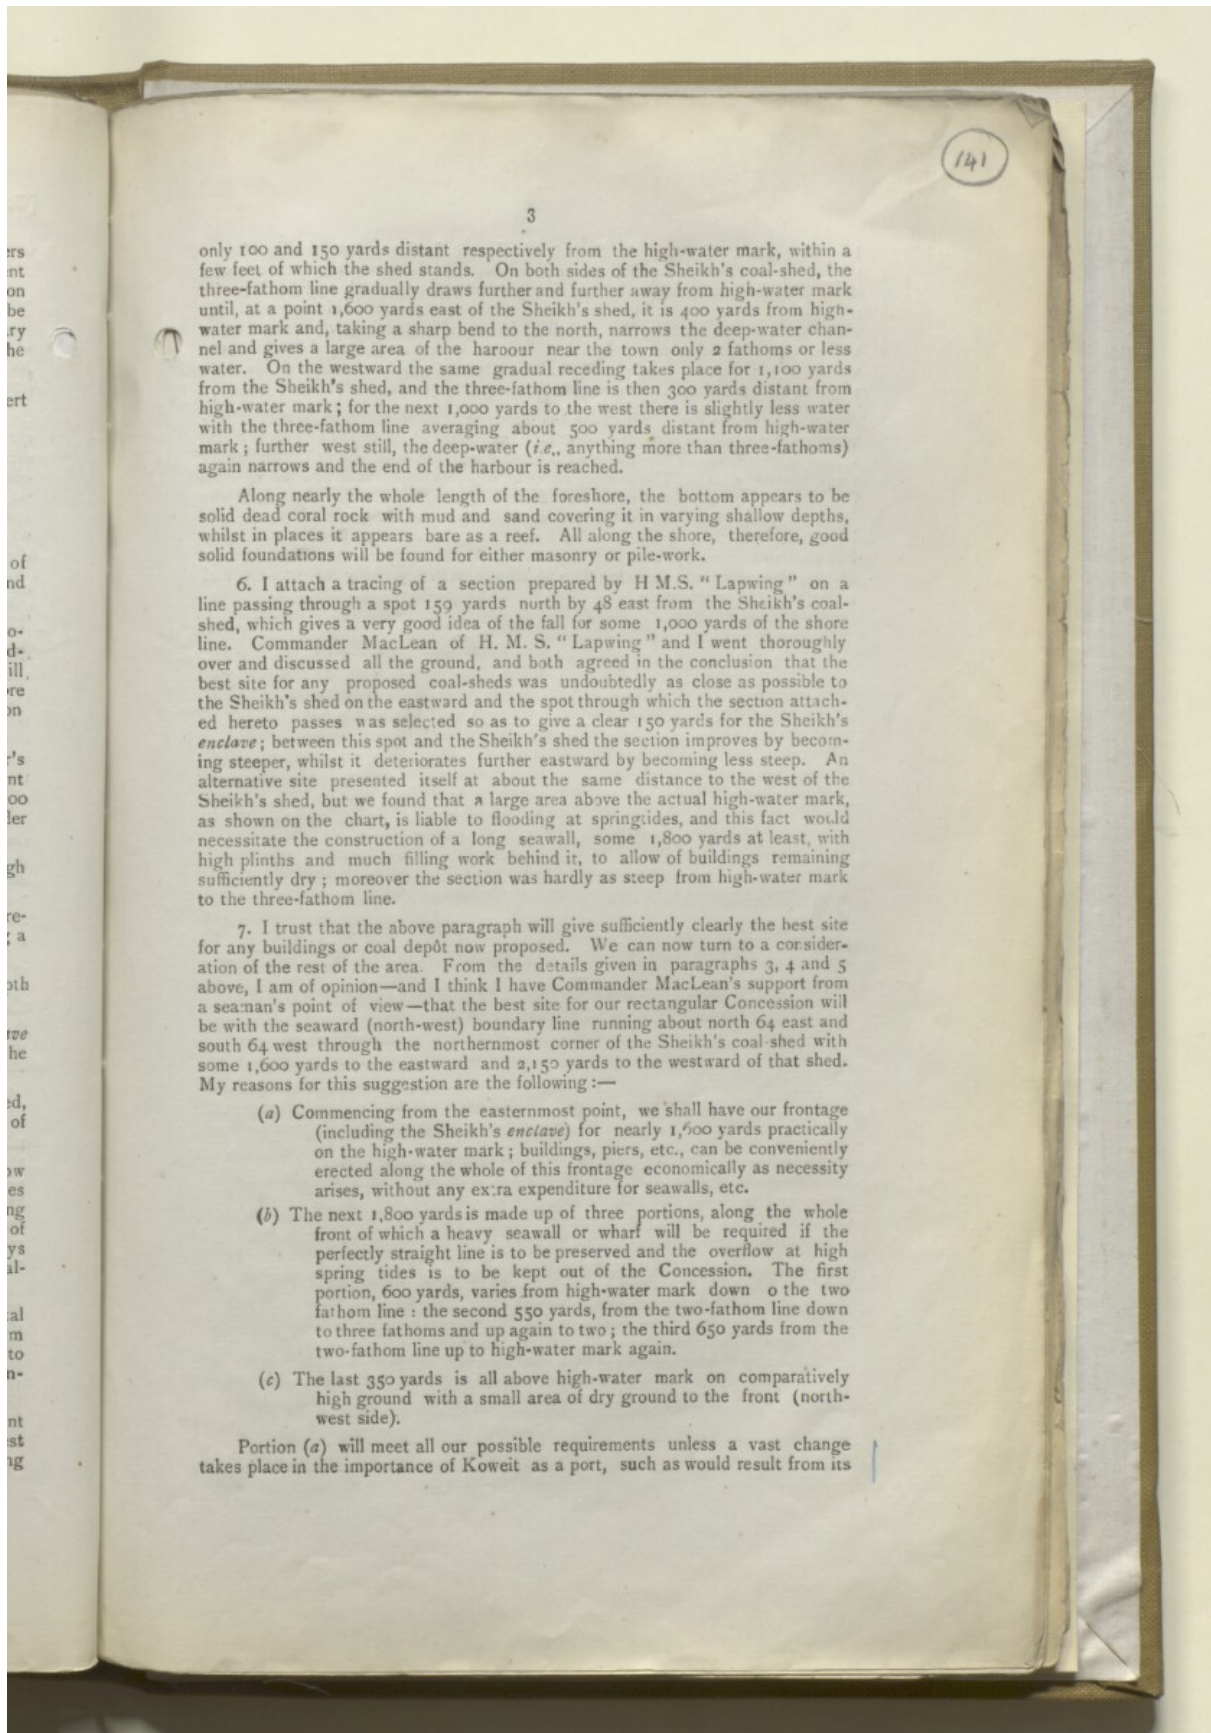 141
3
only 100 and 150 yards distant respectively from the high-water mark, within a
few feet of which the shed stands. On both sides of the Sheikh's coal-shed, the
three-fathom line gradually draws further and further away from high-water mark
until, at a point 1,600 yards east of the Sheikh's shed, it is 400 yards from high-
water mark and, taking a sharp bend to the north, narrows the deep-water chan-
nel and gives a large area of the haroour near the town only 2 fathoms or less
water. On the westward the same gradual receding takes place for 1,100 yards
from the Sheikh's shed, and the three-fathom line is then 300 yards distant from
high-water mark; for the next 1,000 yards to the west there is slightly less water
with the three-fathom line averaging about 500 yards distant from high-water
mark; further west still, the deep-water (i.e., anything more than three-fathoms)
again narrows and the end of the harbour is reached.
Along nearly the whole length of the foreshore, the bottom appears to be
solid dead coral rock with mud and sand covering it in varying shallow depths,
whilst in places it appears bare as a reef. All along the shore, therefore, good
solid foundations will be found for either masonry or pile-work.
6. I attach a tracing of a section prepared by H M.S. "Lapwing" on a
line passing through a spot 159 yards north by 48 east from the Sheikh's coal-
shed, which gives a very good idea of the fall for some 1,000 yards of the shore
line. Commander MacLean of H. M. S. "Lapwing" and I went thoroughly
over and discussed all the ground, and both agreed in the conclusion that the
best site for any proposed coal-sheds was undoubtedly as close as possible to
the Sheikh's shed on the eastward and the spot through which the section attach-
ed hereto passes was selected so as to give a clear 150 yards for the Sheikh's
enclave; between this spot and the Sheikh's shed the section improves by becom-
ing steeper, whilst it deteriorates further eastward by becoming less steep. An
alternative site presented itself at about the same distance to the west of the
Sheikh's shed, but we found that a large area above the actual high-water mark,
as shown on the chart, is liable to flooding at springtides, and this fact would
necessitate the construction of a long seawall, some 1,800 yards at least, with
high plinths and much filling work behind it, to allow of buildings remaining
sufficiently dry; moreover the section was hardly as steep from high-water mark
to the three-fathom line.
7. I trust that the above paragraph will give sufficiently clearly the best site
for any buildings or coal depôt now proposed. We can now turn to a consider-
ation of the rest of the area. From the details given in paragraphs 3, 4 and 5
above, I am of opinion—and I think I have Commander MacLean's support from
a seaman's point of view—that the best site for our rectangular Concession will
be with the seaward (north-west) boundary line running about north 64 east and
south 64 west through the northernmost corner of the Sheikh's coal-shed with
some 1,600 yards to the eastward and 2,150 yards to the westward of that shed.
My reasons for this suggestion are the following:—
(a) Commencing from the easternmost point, we shall have our frontage
(including the Sheikh's enclave) for nearly 1,600 yards practically
on the high-water mark; buildings, piers, etc., can be conveniently
erected along the whole of this frontage economically as necessity
arises, without any extra expenditure for seawalls, etc.
(b) The next 1,800 yards is made up of three portions, along the whole
front of which a heavy seawall or wharf will be required if the
perfectly straight line is to be preserved and the overflow at high
spring tides is to be kept out of the Concession. The first
portion, 600 yards, varies from high-water mark down o the two
fathom line: the second 550 yards, from the two-fathom line down
to three fathoms and up again to two; the third 650 yards from the
two-fathom line up to high-water mark again.
(c) The last 350 yards is all above high-water mark on comparatively
high ground with a small area of dry ground to the front (north-
west side).
Portion (a) will meet all our possible requirements unless a vast change
takes place in the importance of Koweit as a port, such as would result from its